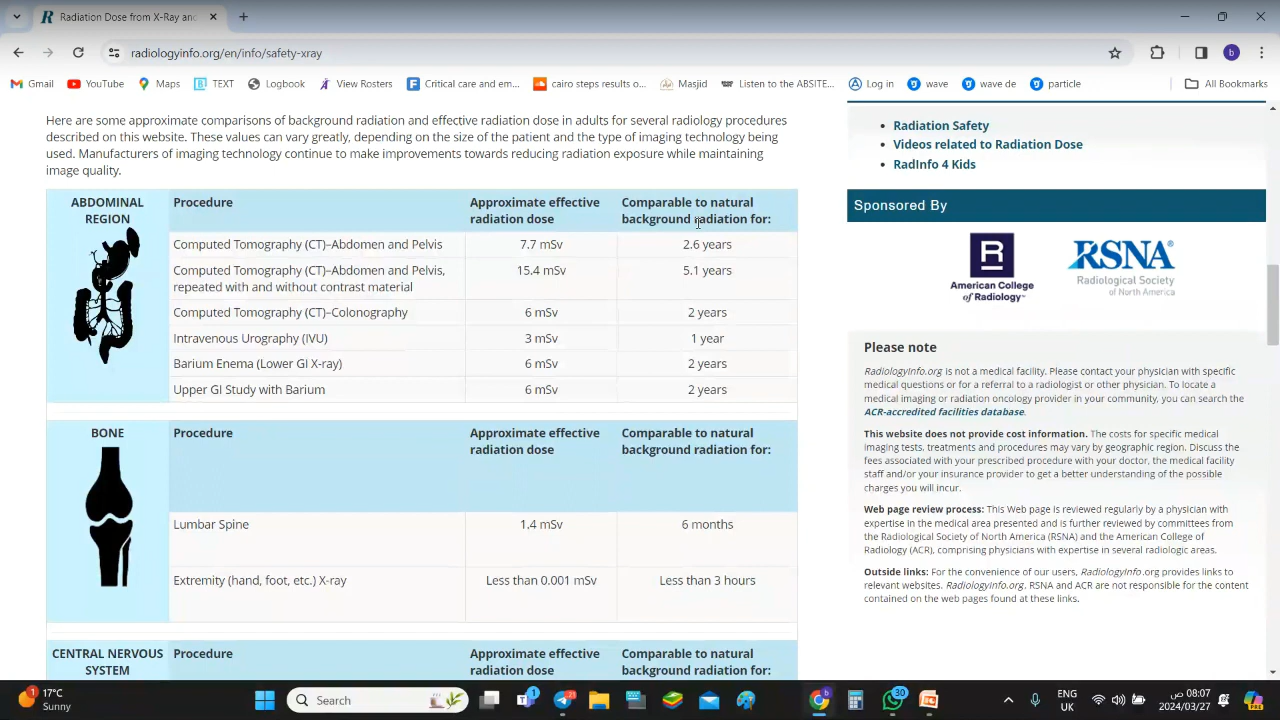 Radiation Dose from X-Ray and
radiologyinfo.org/en/info/safety-xray
b
Gmail YouTube Maps TEXT Logbook View Rosters Critical care and em... cairo steps results o... Masjid Listen to the ABSITE... Log in wave wave de particle All Bookmarks
Here are some approximate comparisons of background radiation and effective radiation dose in adults for several radiology procedures
described on this website. These values can vary greatly, depending on the size of the patient and the type of imaging technology being
used. Manufacturers of imaging technology continue to make improvements towards reducing radiation exposure while maintaining
image quality.
ABDOMINAL
REGION
Procedure
Approximate effective
radiation dose
Comparable to natural
background radiation for:
Computed Tomography (CT)–Abdomen and Pelvis 7.7 mSv 2.6 years
Computed Tomography (CT)–Abdomen and Pelvis, 15.4 mSv 5.1 years
repeated with and without contrast material
Computed Tomography (CT)–Colonography 6 mSv 2 years
Intravenous Urography (IVU) 3 mSv 1 year
Barium Enema (Lower GI X-ray) 6 mSv 2 years
Upper GI Study with Barium 6 mSv 2 years
BONE
Procedure
Approximate effective
radiation dose
Comparable to natural
background radiation for:
Lumbar Spine 1.4 mSv 6 months
Extremity (hand, foot, etc.) X-ray Less than 0.001 mSv Less than 3 hours
CENTRAL NERVOUS
SYSTEM
Procedure
Approximate effective
radiation dose
Comparable to natural
background radiation for:
Radiation Safety
Videos related to Radiation Dose
RadInfo 4 Kids
Sponsored By
R
American College
of Radiology™
RSNA®
Radiological Society
of North America
Please note
RadiologyInfo.org is not a medical facility. Please contact your physician with specific
medical questions or for a referral to a radiologist or other physician. To locate a
medical imaging or radiation oncology provider in your community, you can search the
ACR-accredited facilities database.
This website does not provide cost information. The costs for specific medical
imaging tests, treatments and procedures may vary by geographic region. Discuss the
fees associated with your prescribed procedure with your doctor, the medical facility
staff and/or your insurance provider to get a better understanding of the possible
charges you will incur.
Web page review process: This Web page is reviewed regularly by a physician with
expertise in the medical area presented and is further reviewed by committees from
the Radiological Society of North America (RSNA) and the American College of
Radiology (ACR), comprising physicians with expertise in several radiologic areas.
Outside links: For the convenience of our users, RadiologyInfo.org provides links to
relevant websites. RadiologyInfo.org. RSNA and ACR are not responsible for the content
contained on the web pages found at these links.
1
17°C
Sunny
Search
1
21
b
30
ENG
UK
08:07 ص
2024/03/27